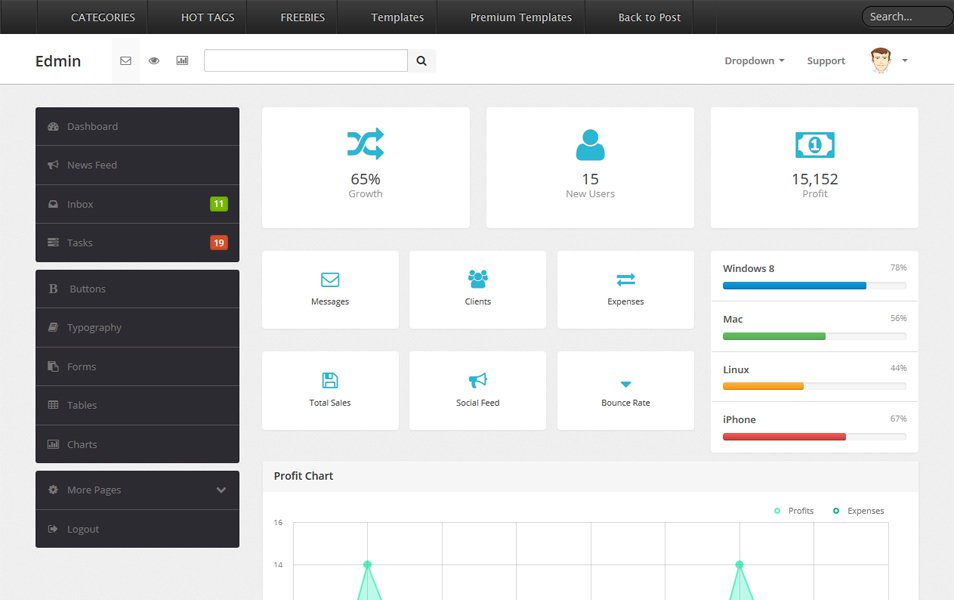 CATEGORIES HOT TAGS FREEBIES Templates Premium Templates Back to Post Search...
Edmin Dropdown Support
Dashboard
News Feed
Inbox 11
Tasks 19
Buttons
Typography
Forms
Tables
Charts
More Pages
Logout
65%
Growth
15
New Users
1
15,152
Profit
Messages
Clients
Expenses
Total Sales
Social Feed
Bounce Rate
Windows 8 78%
Mac 56%
Linux 44%
iPhone 67%
Profit Chart
Profits Expenses
16
14